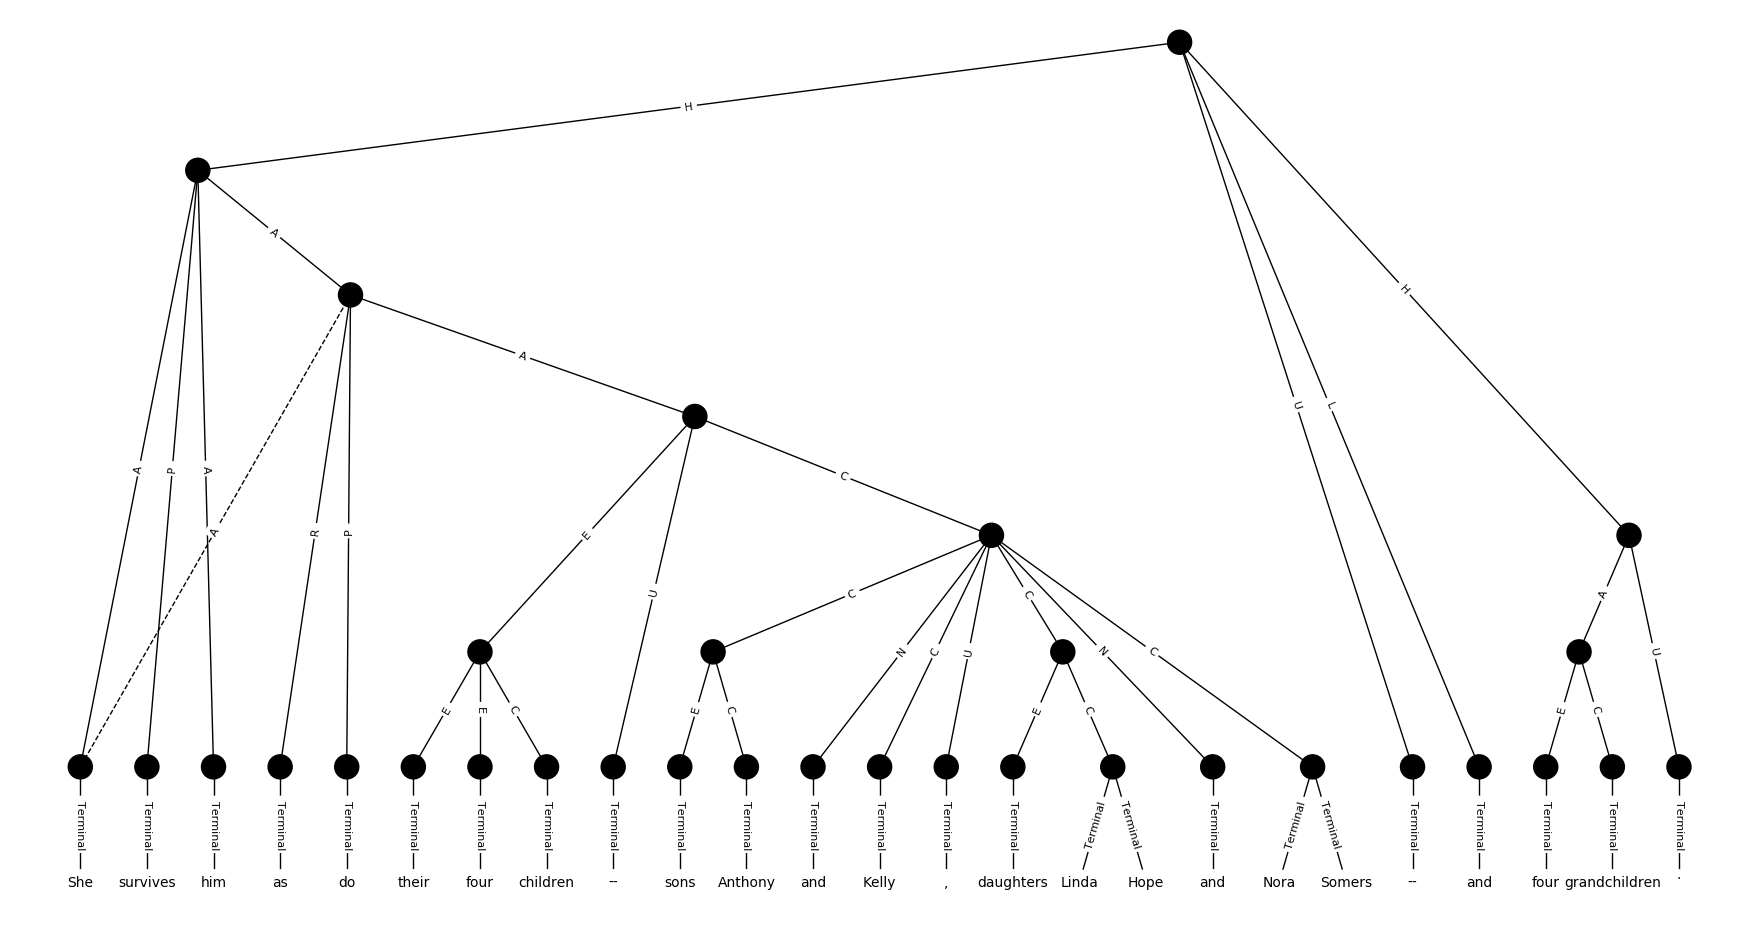 H
A
A
A
P
A
A
R
P
E
U
C
C
N
C
U
C
N
C
E
E
C
E
C
E
C
U
L
H
A
U
E
C
Terminal Terminal Terminal Terminal Terminal Terminal Terminal Terminal Terminal Terminal Terminal Terminal Terminal Terminal Terminal Terminal Terminal Terminal Terminal Terminal Terminal Terminal Terminal Terminal Terminal
She survives him as do their four children -- sons Anthony and Kelly , daughters Linda Hope and Nora Somers -- and four grandchildren .